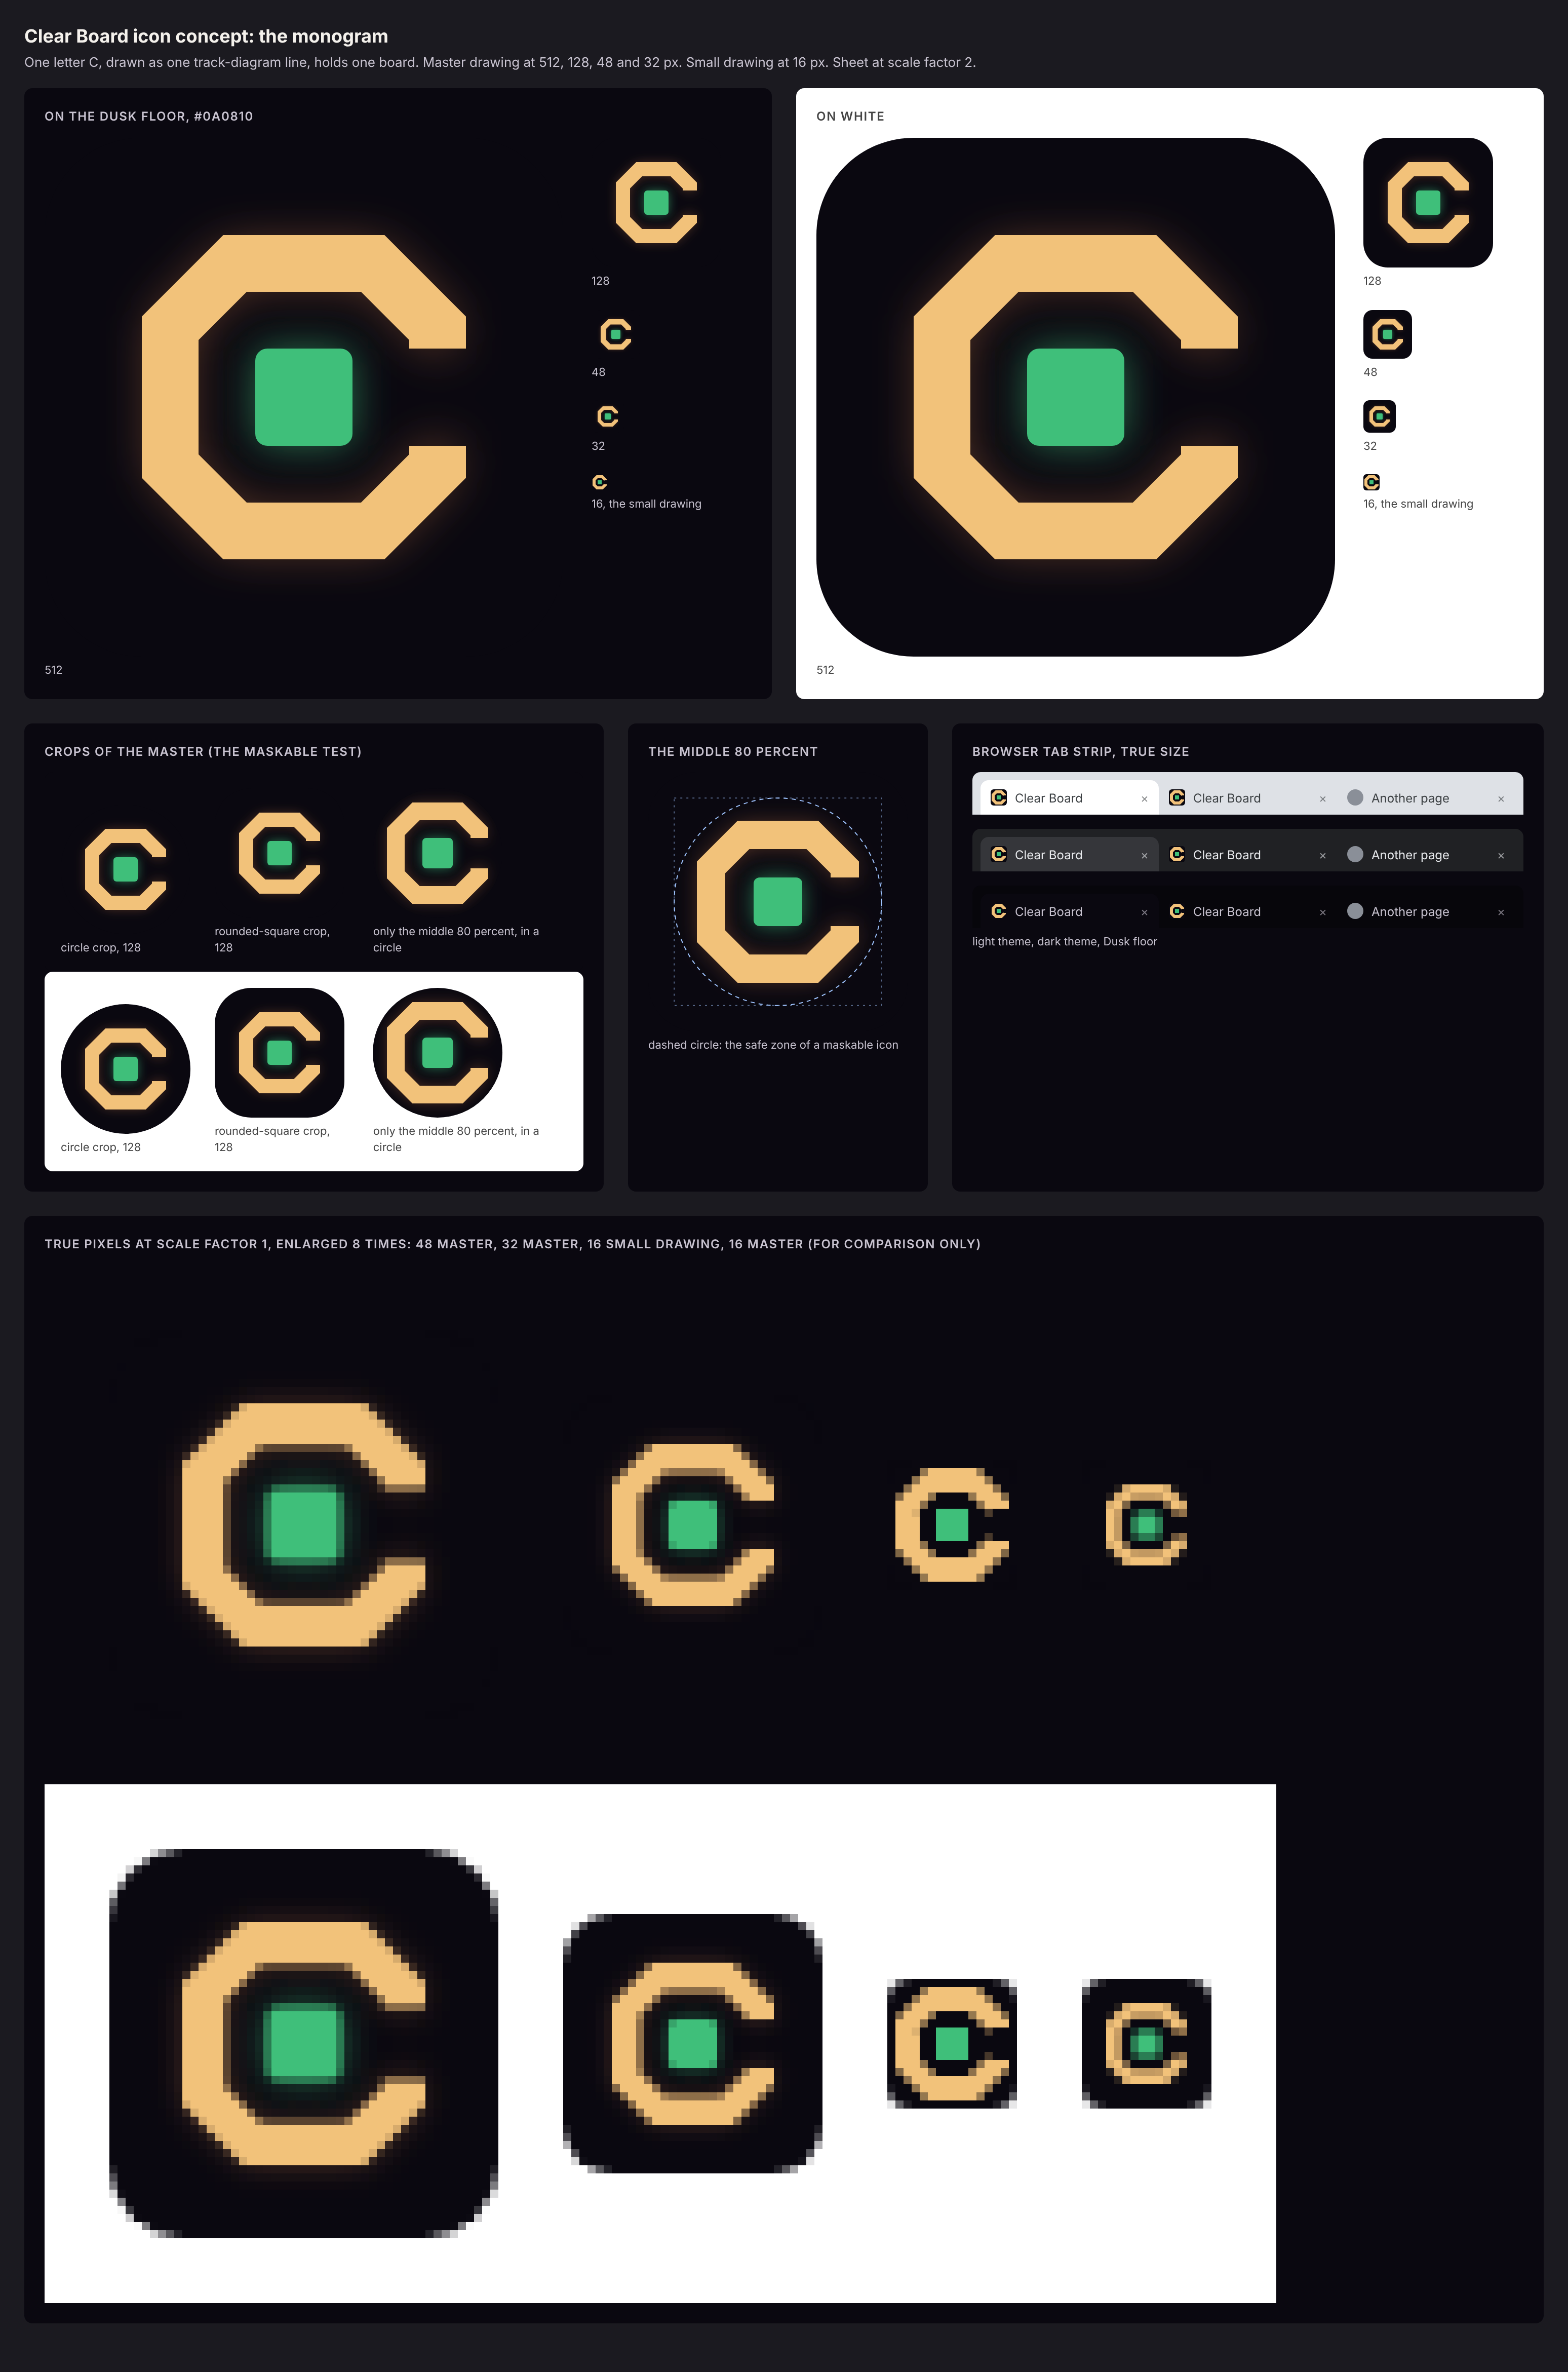 Clear Board icon concept: the monogram
One letter C, drawn as one track-diagram line, holds one board. Master drawing at 512, 128, 48 and 32 px. Small drawing at 16 px. Sheet at scale factor 2.
ON THE DUSK FLOOR, #0A0810
128
48
32
16, the small drawing
512
ON WHITE
128
48
32
16, the small drawing
512
CROPS OF THE MASTER (THE MASKABLE TEST)
circle crop, 128
rounded-square crop,
128
only the middle 80 percent, in a
circle
circle crop, 128
rounded-square crop,
128
only the middle 80 percent, in a
circle
THE MIDDLE 80 PERCENT
dashed circle: the safe zone of a maskable icon
BROWSER TAB STRIP, TRUE SIZE
Clear Board × Clear Board × Another page ×
Clear Board × Clear Board × Another page ×
Clear Board × Clear Board × Another page ×
light theme, dark theme, Dusk floor
TRUE PIXELS AT SCALE FACTOR 1, ENLARGED 8 TIMES: 48 MASTER, 32 MASTER, 16 SMALL DRAWING, 16 MASTER (FOR COMPARISON ONLY)